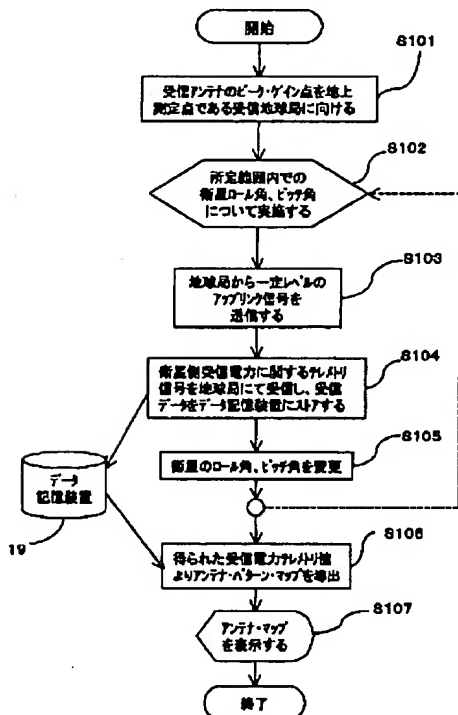 開始
S101
受信アンテナのピーク・ゲイン点を地上
測定点である受信地球局に向ける
S102
所定範囲内での
衛星ロール角、ピッチ角
について実施する
S103
地球局から一定レベルの
アップリンク信号を
送信する
S104
衛星側受信電力に関するテレメトリ
信号を地球局にて受信し、受信
データをデータ記憶装置にストアする
S105
衛星のロール角、ピッチ角を変更
データ
記憶装置
19
S106
得られた受信電力テレメトリ値
よりアンテナ・パターン・マップを導出
S107
アンテナ・マップ
を表示する
終了